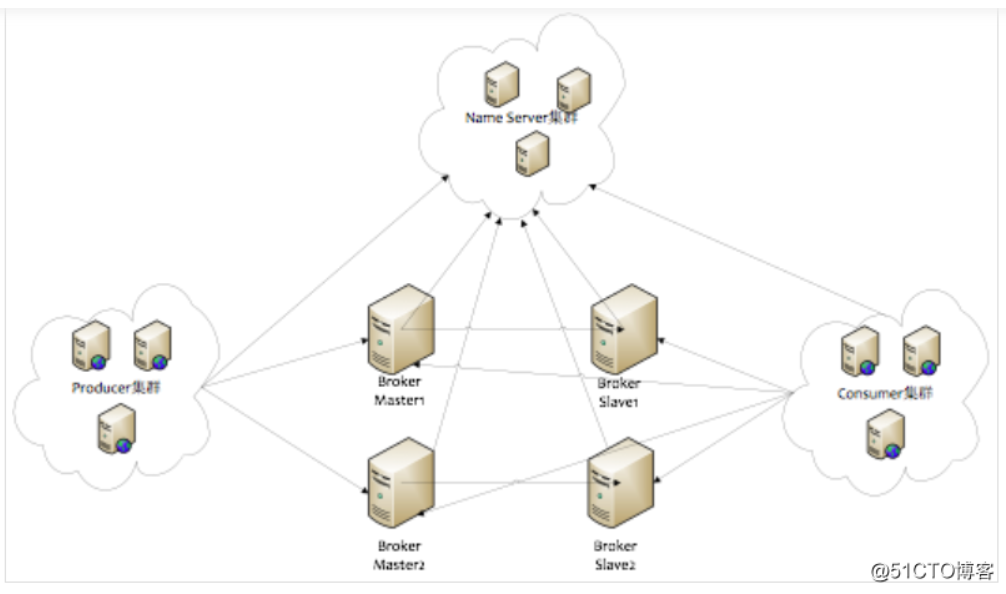 Name Server集群
Producer集群
Broker
Master1
Broker
Slave1
Consumer集群
Broker
Master2
Broker
Slave2
@51CTO博客